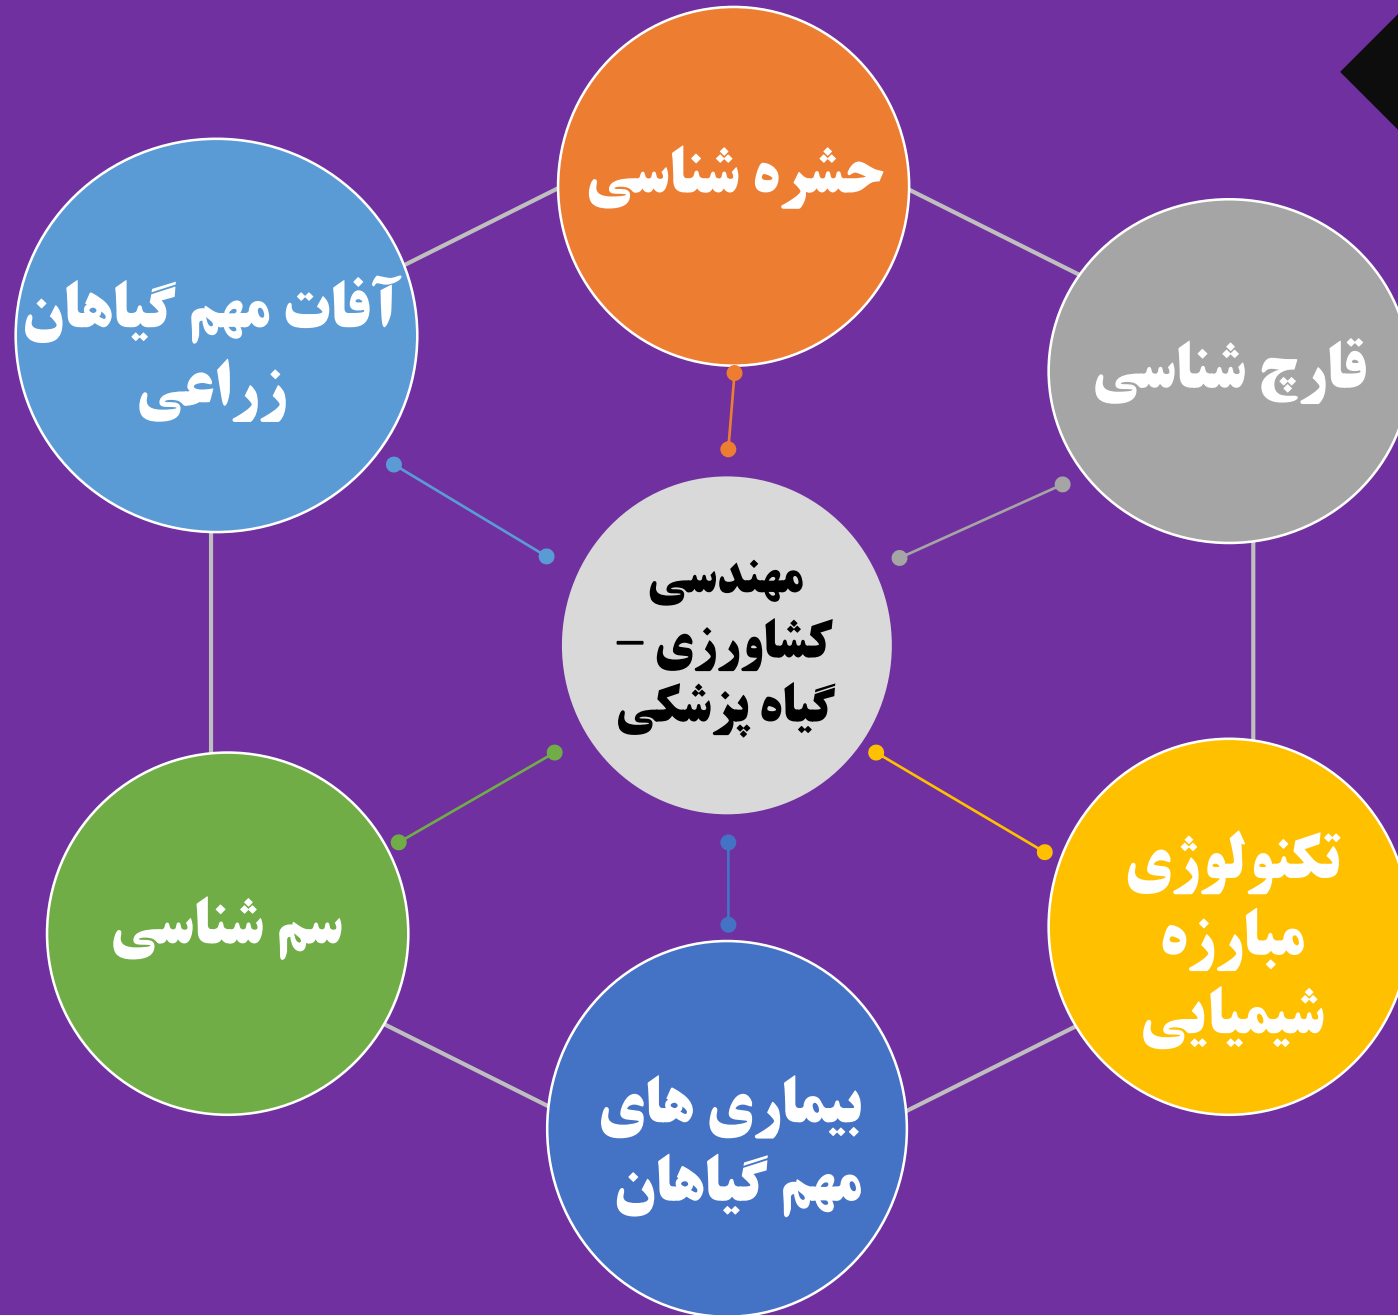 حشره شناسی
قارچ شناسی
آفات مهم گیاهان
زراعی
مهندسی
کشاورزی –
گیاه پزشکی
تکنولوژی
مبارزه
شیمیایی
سم شناسی
بیماری های
مهم گیاهان